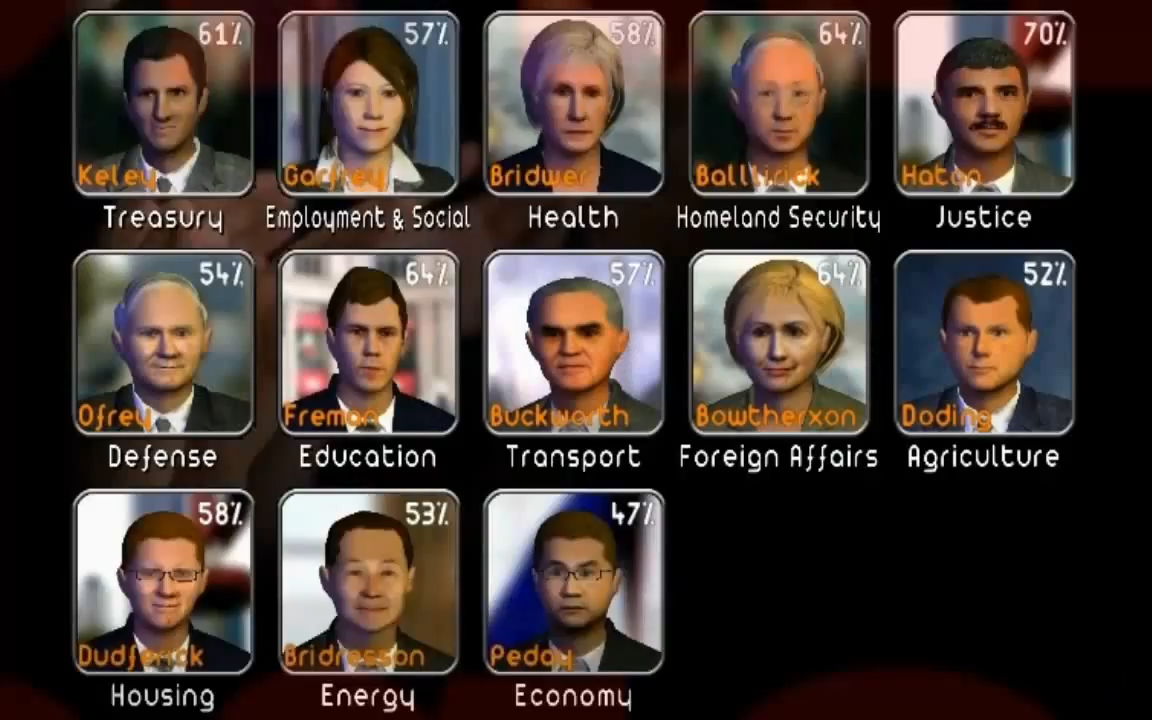 61% 57% 58% 64% 70%
Keley Garfrey Bridwer Balllirick Haton
Treasury Employment & Social Health Homeland Security Justice
54% 64% 57% 64% 52%
Ofrey Freman Buckworth Bowtherxon Doding
Defense Education Transport Foreign Affairs Agriculture
58% 53% 47%
Dudferick Bridresson Peday
Housing Energy Economy